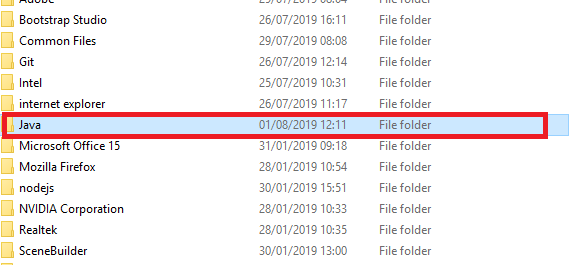 Bootstrap Studio 26/07/2019 16:11 File folder
Common Files 29/07/2019 08:08 File folder
Git 26/07/2019 12:14 File folder
Intel 25/07/2019 10:31 File folder
internet explorer 26/07/2019 11:17 File folder
Java 01/08/2019 12:11 File folder
Microsoft Office 15 31/01/2019 09:18 File folder
Mozilla Firefox 28/01/2019 10:54 File folder
nodejs 30/01/2019 15:51 File folder
NVIDIA Corporation 28/01/2019 10:33 File folder
Realtek 28/01/2019 10:35 File folder
SceneBuilder 30/01/2019 13:00 File folder